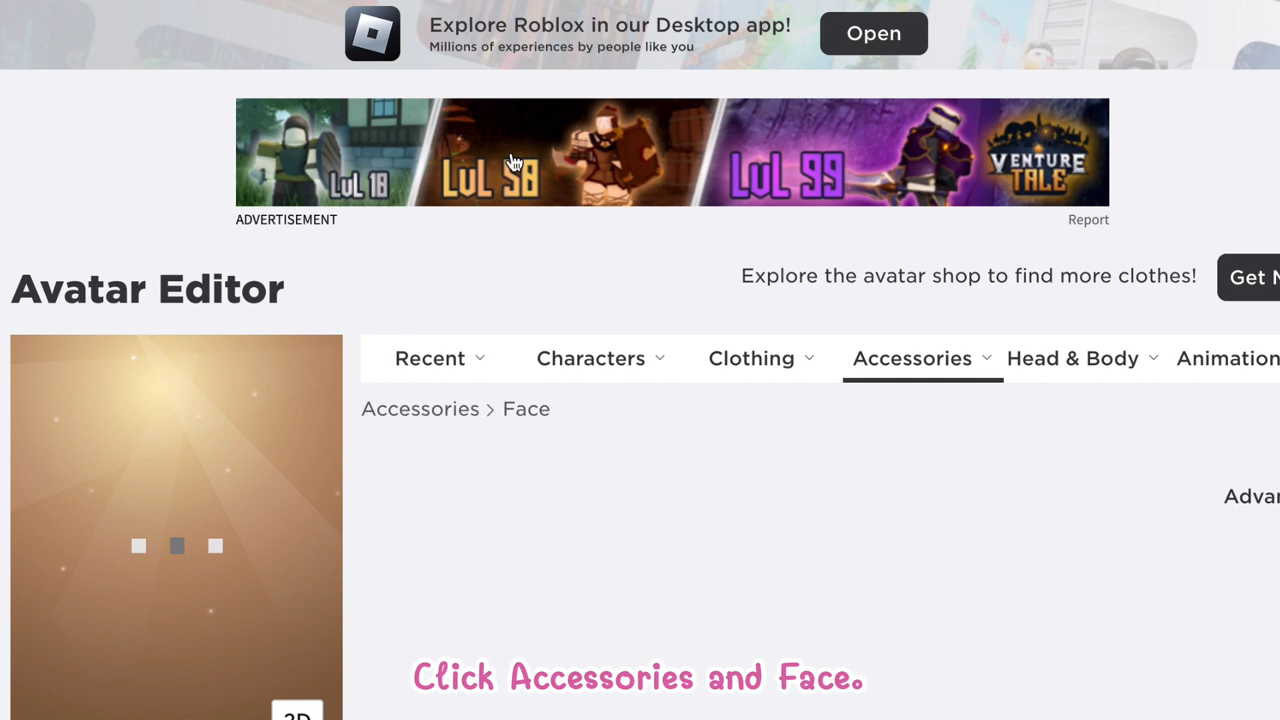 Explore Roblox in our Desktop app!
Millions of experiences by people like you
Open
LVL 18
LVL 50
LVL 99
VENTURE
TALE
ADVERTISEMENT
Report
Avatar Editor
Explore the avatar shop to find more clothes!
Get
Recent
Characters
Clothing
Accessories
Head & Body
Animation
Accessories > Face
Click Accessories and Face.